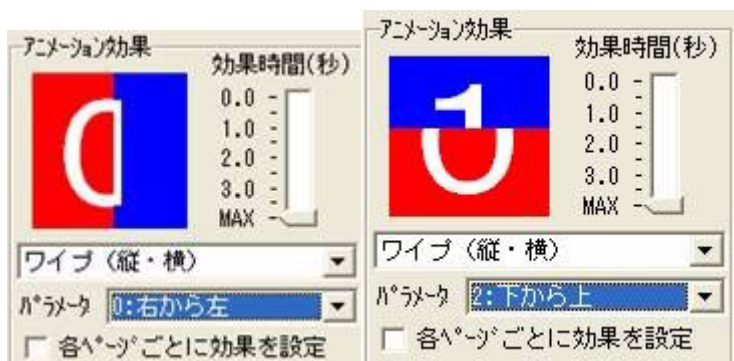 ｱﾆﾒｰｼｮﾝ効果
効果時間(秒)
0.0
1.0
2.0
3.0
MAX
ワイプ（縦・横）
ﾊﾟﾗﾒｰﾀ 0:右から左
各ﾍﾟｰｼﾞごとに効果を設定
ｱﾆﾒｰｼｮﾝ効果
効果時間(秒)
0.0
1.0
2.0
3.0
MAX
ワイプ（縦・横）
ﾊﾟﾗﾒｰﾀ 2:下から上
各ﾍﾟｰｼﾞごとに効果を設定